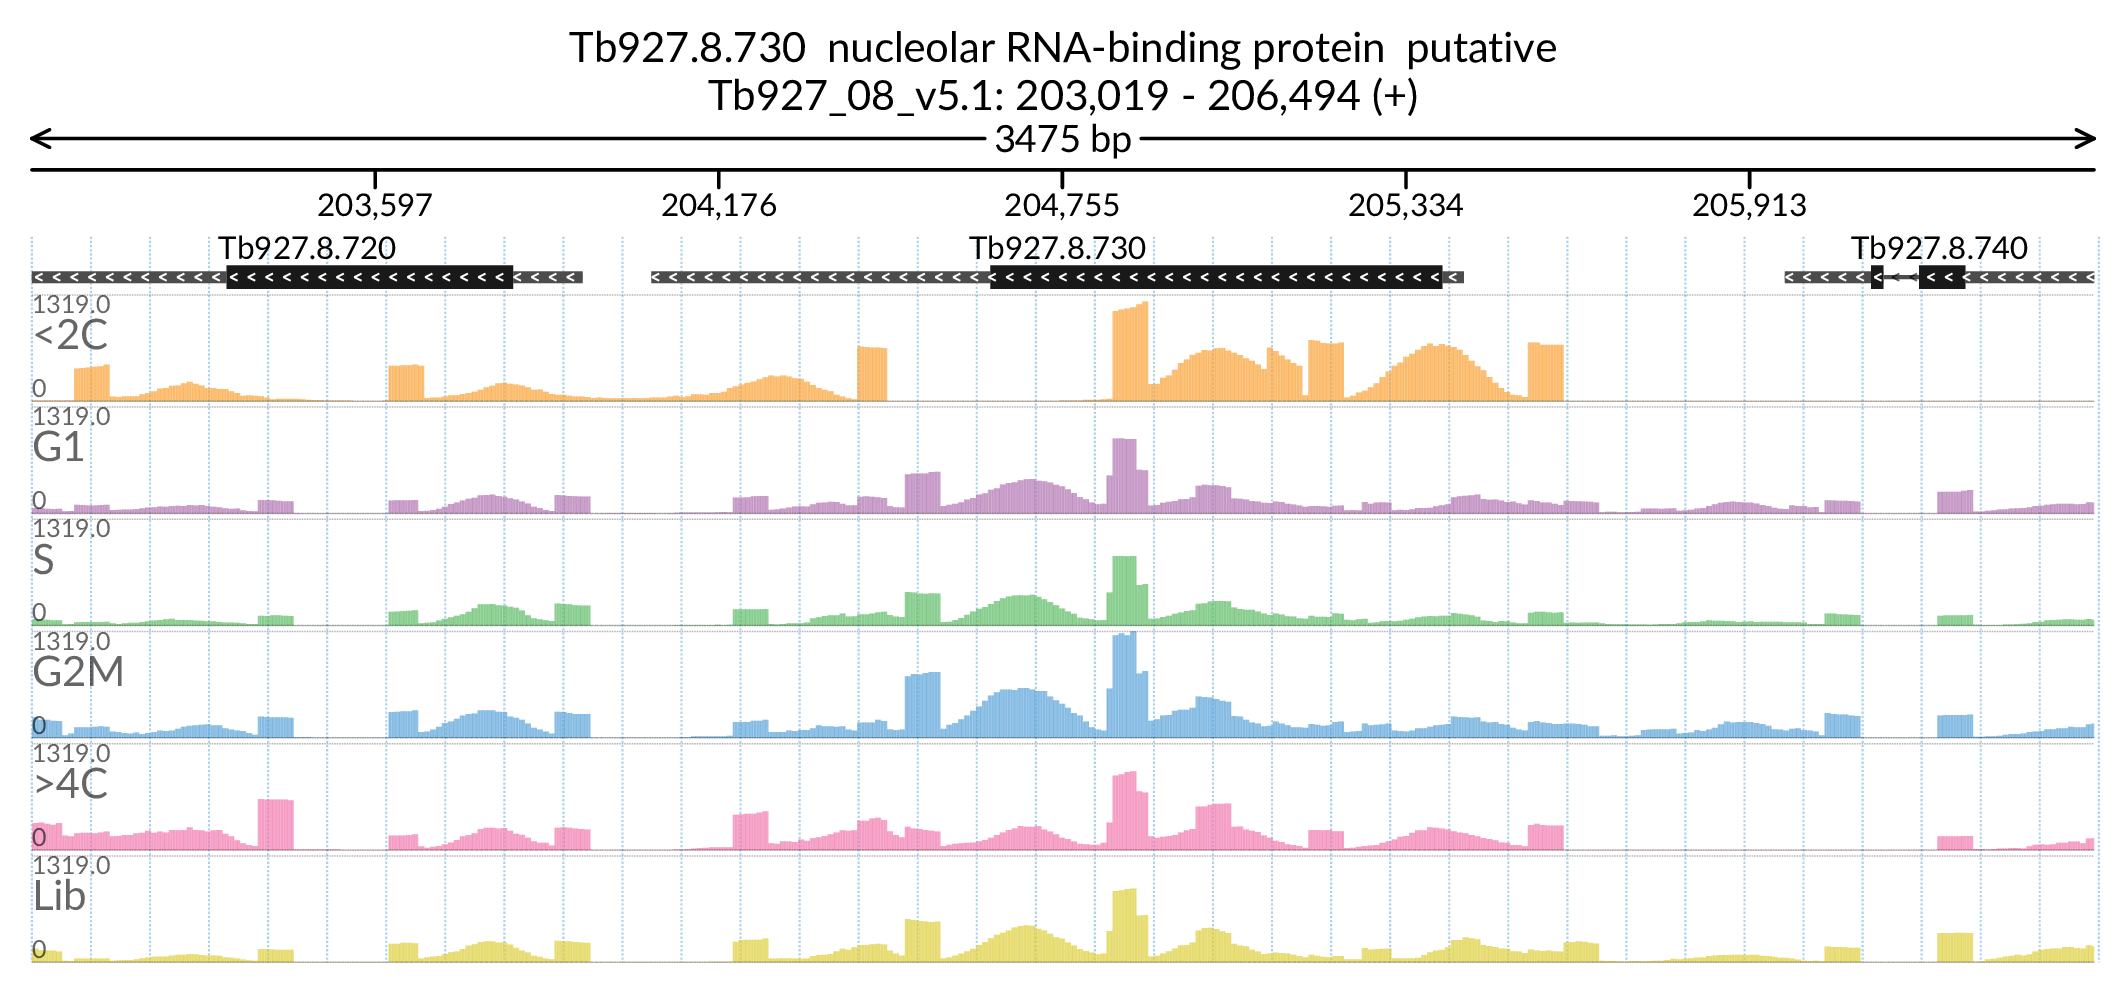 Tb927.8.730  nucleolar RNA-binding protein  putative
Tb927_08_v5.1: 203,019 - 206,494 (+)
3475 bp
203,597 204,176 204,755 205,334 205,913
Tb927.8.720 Tb927.8.730 Tb927.8.740
1319.0
<2C
0
1319.0
G1
0
1319.0
S
0
1319.0
G2M
0
1319.0
>4C
0
1319.0
Lib
0